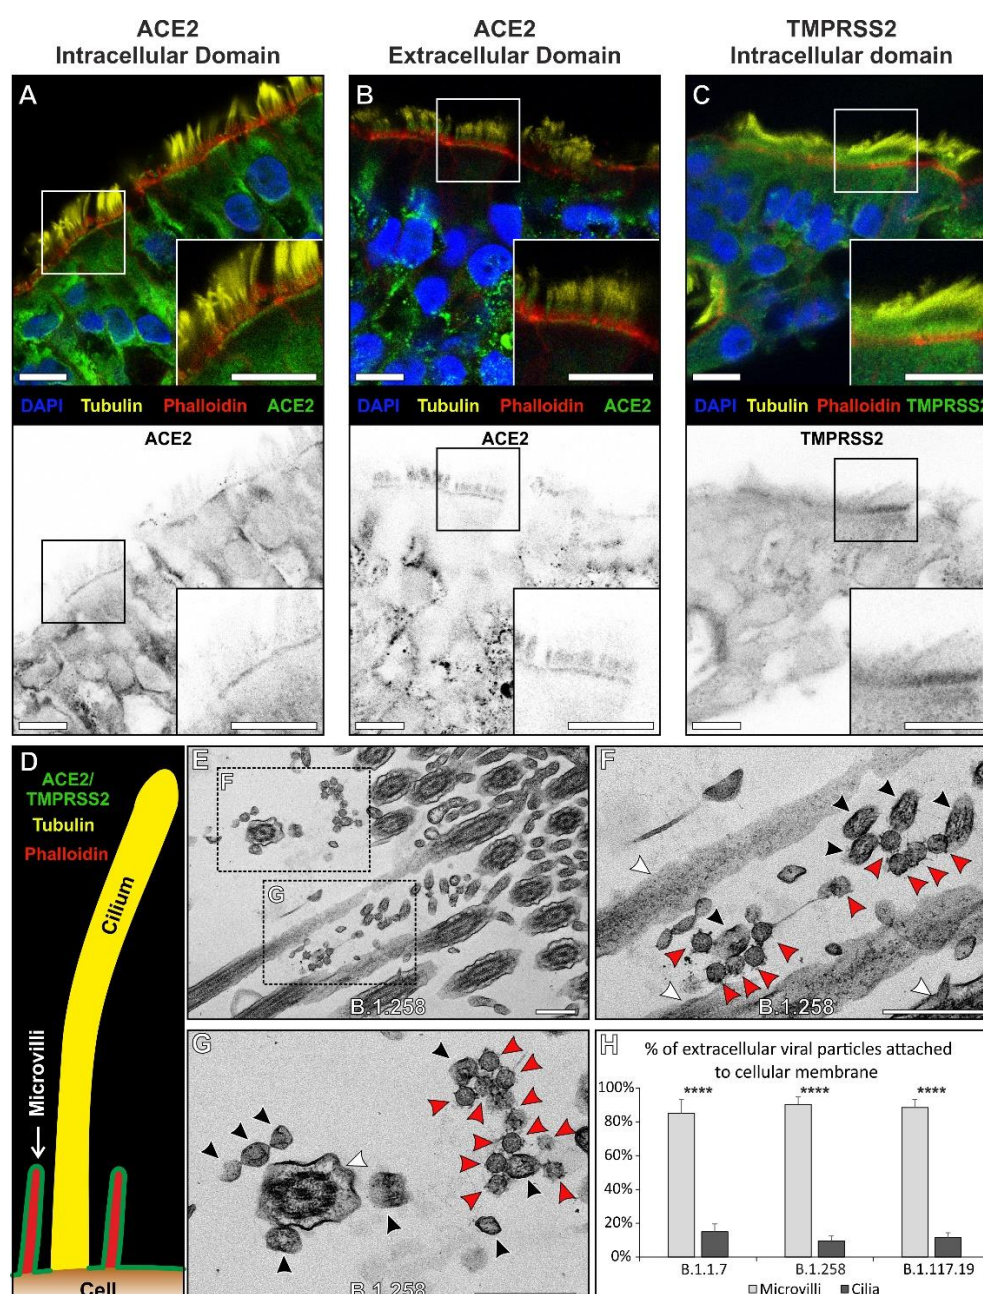 ACE2
Intracellular Domain
ACE2
Extracellular Domain
TMPRSS2
Intracellular domain
A
B
C
DAPI Tubulin Phalloidin ACE2
DAPI Tubulin Phalloidin ACE2
DAPI Tubulin Phalloidin TMPRSS2
ACE2
ACE2
TMPRSS2
D
ACE2/
TMPRSS2
Tubulin
Phalloidin
Cilium
Microvilli
Cell
E
F
G
B.1.258
F
B.1.258
G
B.1.258
H
% of extracellular viral particles attached
to cellular membrane
100%
80%
60%
40%
20%
0%
****
****
****
B.1.1.7
B.1.258
B.1.117.19
Microvilli Cilia